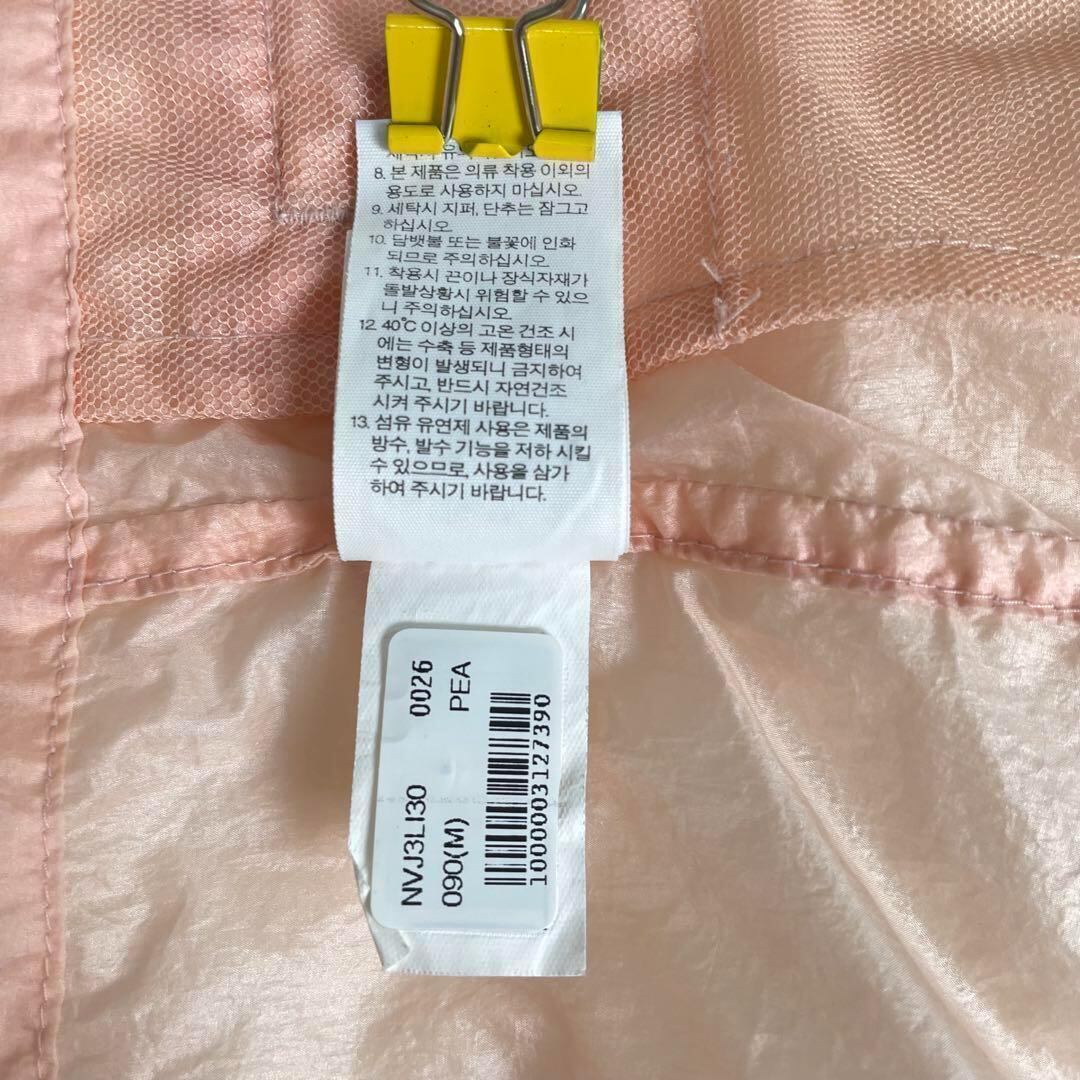 8. 본 제품은 의류 착용 이외의
용도로 사용하지 마십시오.
9. 세탁시 지퍼, 단추는 잠그고
하십시오.
10. 담뱃불 또는 불꽃에 인화
되므로 주의하십시오.
11. 착용시 끈이나 장식자재가
돌발상황시 위험할 수 있으
니 주의하십시오.
12. 40℃ 이상의 고온 건조 시
에는 수축 등 제품형태의
변형이 발생되니 금지하여
주시고, 반드시 자연건조
시켜 주시기 바랍니다.
13. 섬유 유연제 사용은 제품의
방수, 발수 기능을 저하 시킬
수 있으므로, 사용을 삼가
하여 주시기 바랍니다.
NVJ3LI30 0026
090(M) PEA
1000003127390